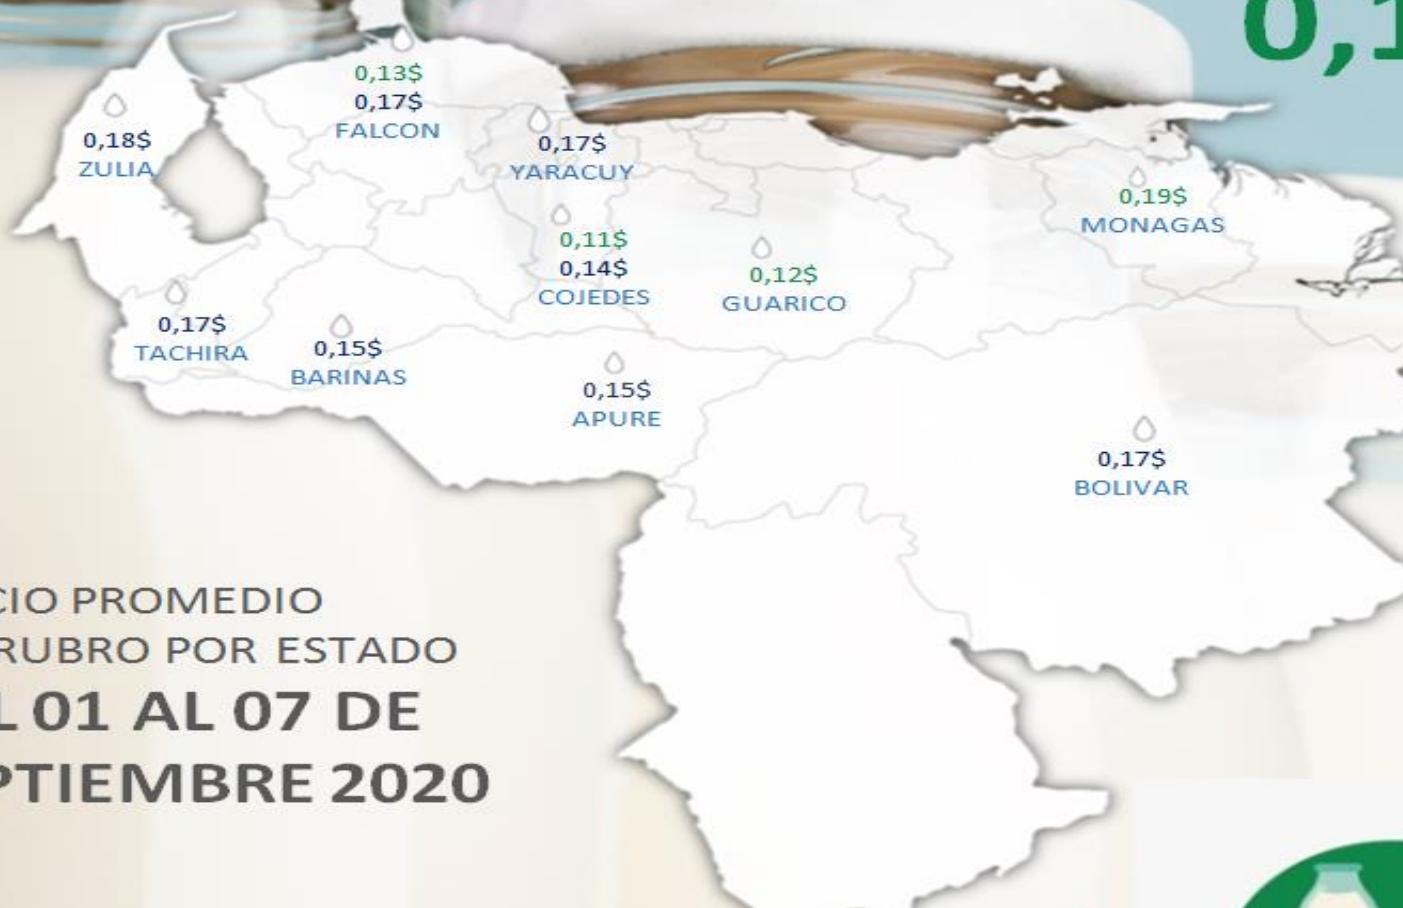 0,1
0,13$
0,17$
FALCON
0,18$
ZULIA
0,17$
YARACUY
0,19$
MONAGAS
0,11$
0,14$
COJEDES
0,12$
GUARICO
0,17$
TACHIRA
0,15$
BARINAS
0,15$
APURE
0,17$
BOLIVAR
CIO PROMEDIO
RUBRO POR ESTADO
L 01 AL 07 DE
PTIEMBRE 2020